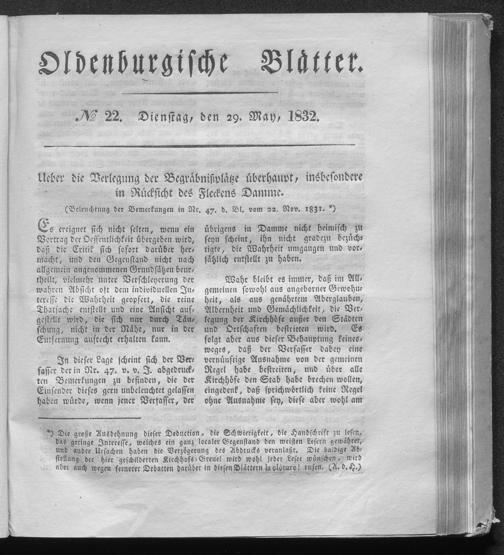 Oldenburgische Blätter.
№ 22. Dienstag, den 29. May, 1832.
Ueber die Verlegung der Begräbnißplätze überhaupt, insbesondere
in Rücksicht des Fleckens Damme.
(Beleuchtung der Bemerkungen in Nr. 47. d. Bl. vom 22. Nov. 1831. *)
Es ereignet sich nicht selten, wenn ein
Vortrag der Oeffentlichkeit übergeben wird,
daß die Critik sich sofort darüber her-
macht, und den Gegenstand nicht nach
allgemein angenommenen Grundsätzen beur-
theilt, vielmehr unter Verschleyerung der
wahren Absicht oft dem individuellen In-
teresse die Wahrheit geopfert, die reine
Thatsache entstellt und eine Ansicht auf-
gestellt wird, die sich nur durch Täu-
schung, nicht in der Nähe, nur in der
Entfernung aufrecht erhalten kann.
In dieser Lage scheint sich der Ver-
fasser der in Nr. 47. v. v. J. abgedruck-
ten Bemerkungen zu befinden, die der
Einsender dieses gern unbeleuchtet gelassen
haben würde, wenn jener Verfasser, der
übrigens in Damme nicht heimisch zu
seyn scheint, ihn nicht gradezu bezüch-
tigte, die Wahrheit umgangen und vor-
sätzlich entstellt zu haben.
Wahr bleibt es immer, daß im All-
gemeinen sowohl aus angeborner Gewohn-
heit, als aus genährtem Aberglauben,
Albernheit und Gemächlichkeit, die Ver-
legung der Kirchhöfe außer den Städten
und Ortschaften bestritten wird. Es
folgt aber aus dieser Behauptung keines-
weges, daß der Verfasser dabey eine
vernünftige Ausnahme von der gemeinen
Regel habe bestreiten, und über alle
Kirchhöfe den Stab habe brechen wollen,
eingedenk, daß sprichwörtlich keine Regel
ohne Ausnahme sey, diese aber wohl am
*) Die große Ausdehnung dieser Deduction, die Schwierigkeit, die Handschrift zu lesen,
das geringe Interesse, welches ein ganz localer Gegenstand den meisten Lesern gewähret,
und andre Ursachen haben die Verzögerung des Abdrucks veranlaßt. Die baldige Ab-
stellung der hier geschilderten Kirchhofs-Greuel wird wohl jeder Leser wünschen, wird
aber auch wegen fernerer Debatten darüber in diesen Blättern la clôture! rufen. (A. d. H.)